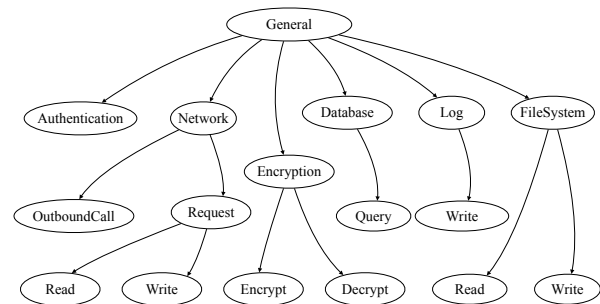 General
Authentication
Network
Database
Log
FileSystem
Encryption
OutboundCall
Request
Query
Write
Read
Write
Encrypt
Decrypt
Read
Write